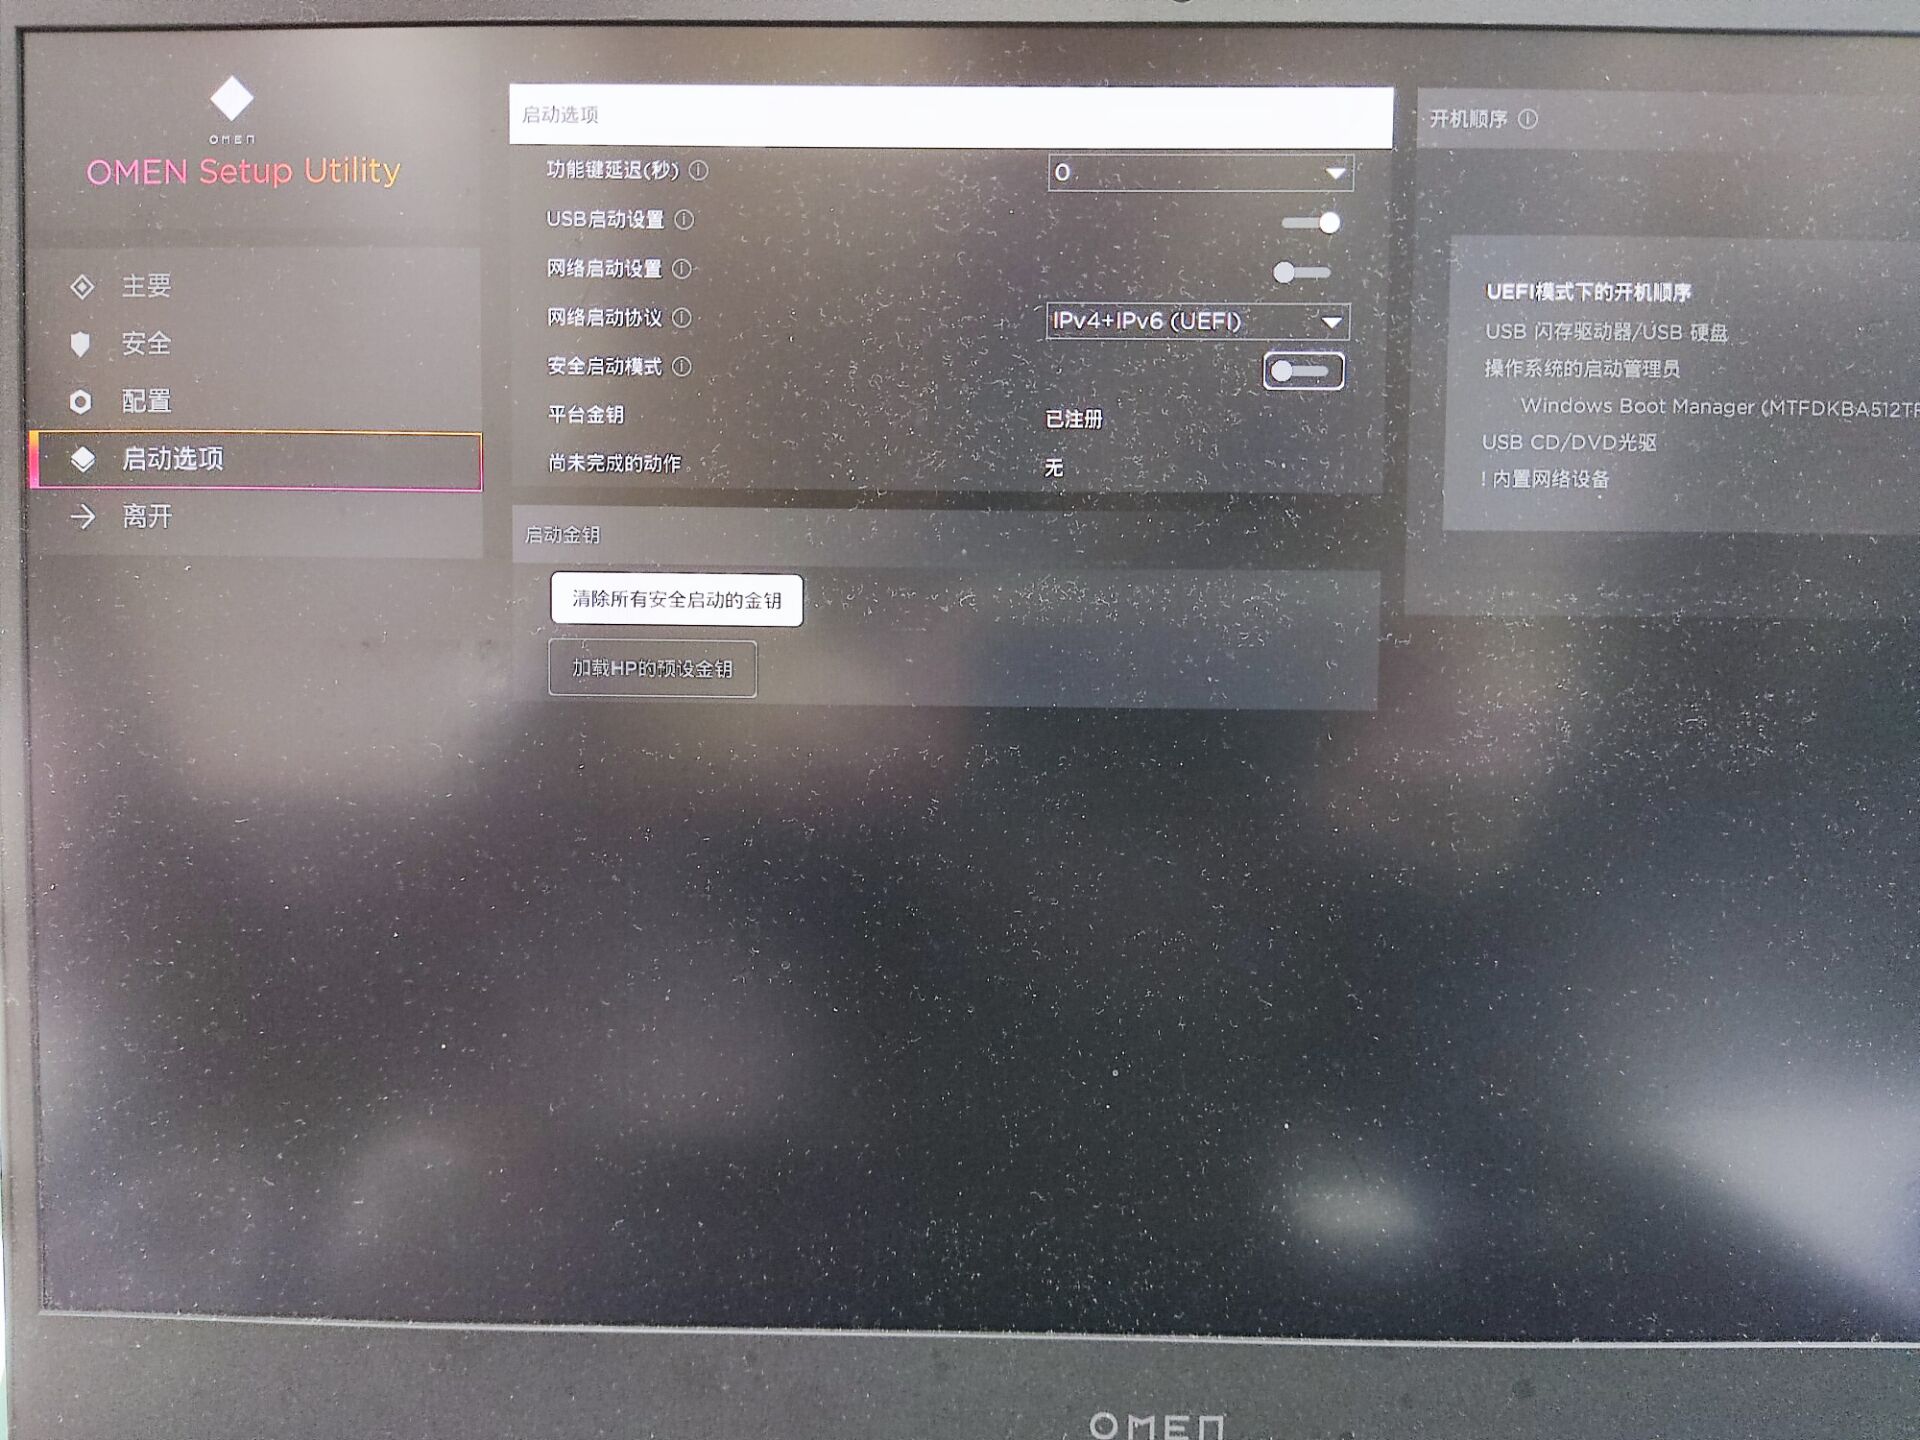 OMEN
OMEN Setup Utility
主要
安全
配置
启动选项
离开
启动选项
功能键延迟(秒)
0
USB启动设置
网络启动设置
网络启动协议
IPv4+IPv6 (UEFI)
安全启动模式
平台金钥
已注册
尚未完成的动作
无
启动金钥
清除所有安全启动的金钥
加载HP的预设金钥
开机顺序
UEFI模式下的开机顺序
USB 闪存驱动器/USB 硬盘
操作系统的启动管理员
Windows Boot Manager (MTFDKBA512TF
USB CD/DVD光驱
! 内置网络设备
OMEN